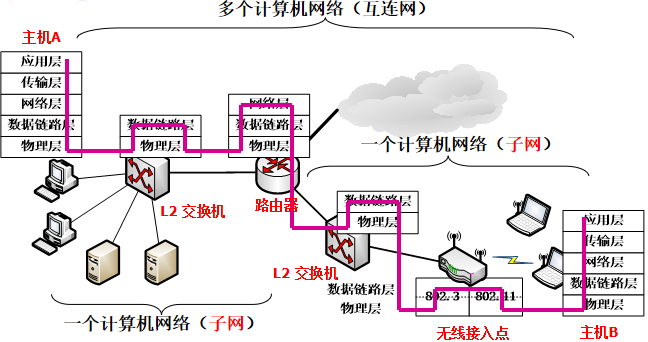 多个计算机网络（互连网）
主机A
应用层
传输层
网络层
数据链路层
物理层
数据链路层
物理层
网络层
数据链路层
物理层
一个计算机网络（子网）
L2 交换机
路由器
数据链路层
物理层
L2 交换机
数据链路层
物理层
802.3
802.11
无线接入点
应用层
传输层
网络层
数据链路层
物理层
主机B
一个计算机网络（子网）